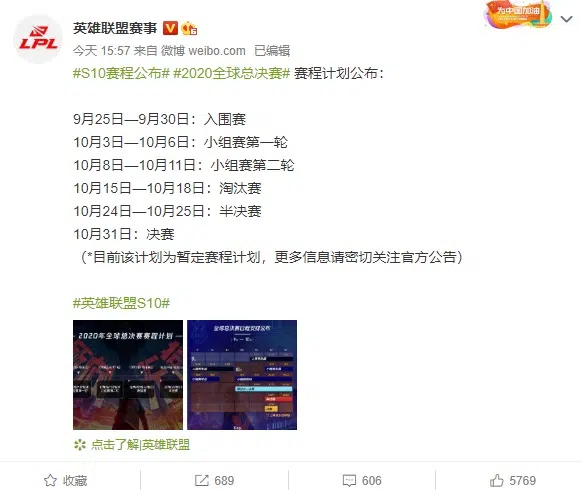 为中国加油
LPL
英雄联盟赛事
今天 15:57 来自 微博 weibo.com 已编辑
#S10赛程公布# #2020全球总决赛# 赛程计划公布：
9月25日—9月30日：入围赛
10月3日—10月6日：小组赛第一轮
10月8日—10月11日：小组赛第二轮
10月15日—10月18日：淘汰赛
10月24日—10月25日：半决赛
10月31日：决赛
（*目前该计划为暂定赛程计划，更多信息请密切关注官方公告）
#英雄联盟S10#
2020年全球总决赛赛程计划
全球总决赛日程安排公布
点击了解|英雄联盟
收藏
689
606
5769